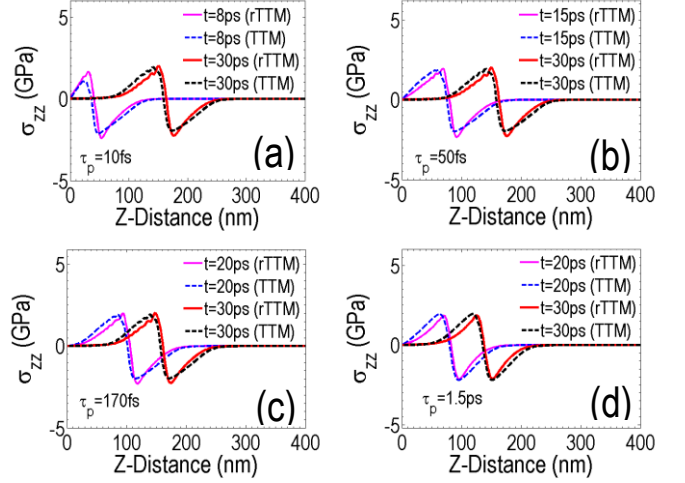 5
0
-5
σzz (GPa)
t=8ps (rTTM)
t=8ps (TTM)
t=30ps (rTTM)
t=30ps (TTM)
τp=10fs
(a)
0 100 200 300 400
Z-Distance (nm)
5
0
-5
σzz (GPa)
t=15ps (rTTM)
t=15ps (TTM)
t=30ps (rTTM)
t=30ps (TTM)
τp=50fs
(b)
0 100 200 300 400
Z-Distance (nm)
5
0
-5
σzz (GPa)
t=20ps (rTTM)
t=20ps (TTM)
t=30ps (rTTM)
t=30ps (TTM)
τp=170fs
(c)
0 100 200 300 400
Z-Distance (nm)
5
0
-5
σzz (GPa)
t=20ps (rTTM)
t=20ps (TTM)
t=30ps (rTTM)
t=30ps (TTM)
τp=1.5ps
(d)
0 100 200 300 400
Z-Distance (nm)